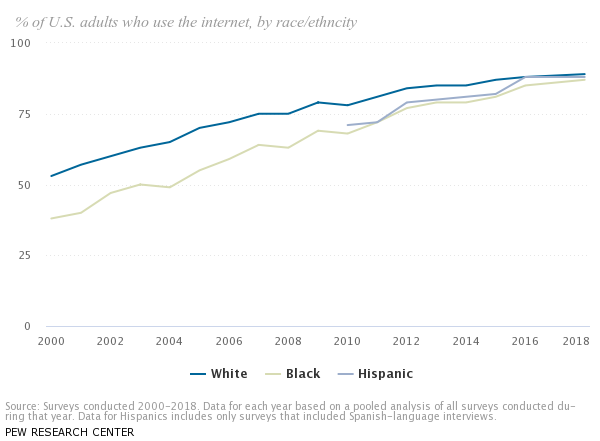 % of U.S. adults who use the internet, by race/ethncity
100
75
50
25
0
2000 2002 2004 2006 2008 2010 2012 2014 2016 2018
White Black Hispanic
Source: Surveys conducted 2000-2018. Data for each year based on a pooled analysis of all surveys conducted du-
ring that year. Data for Hispanics includes only surveys that included Spanish-language interviews.
PEW RESEARCH CENTER